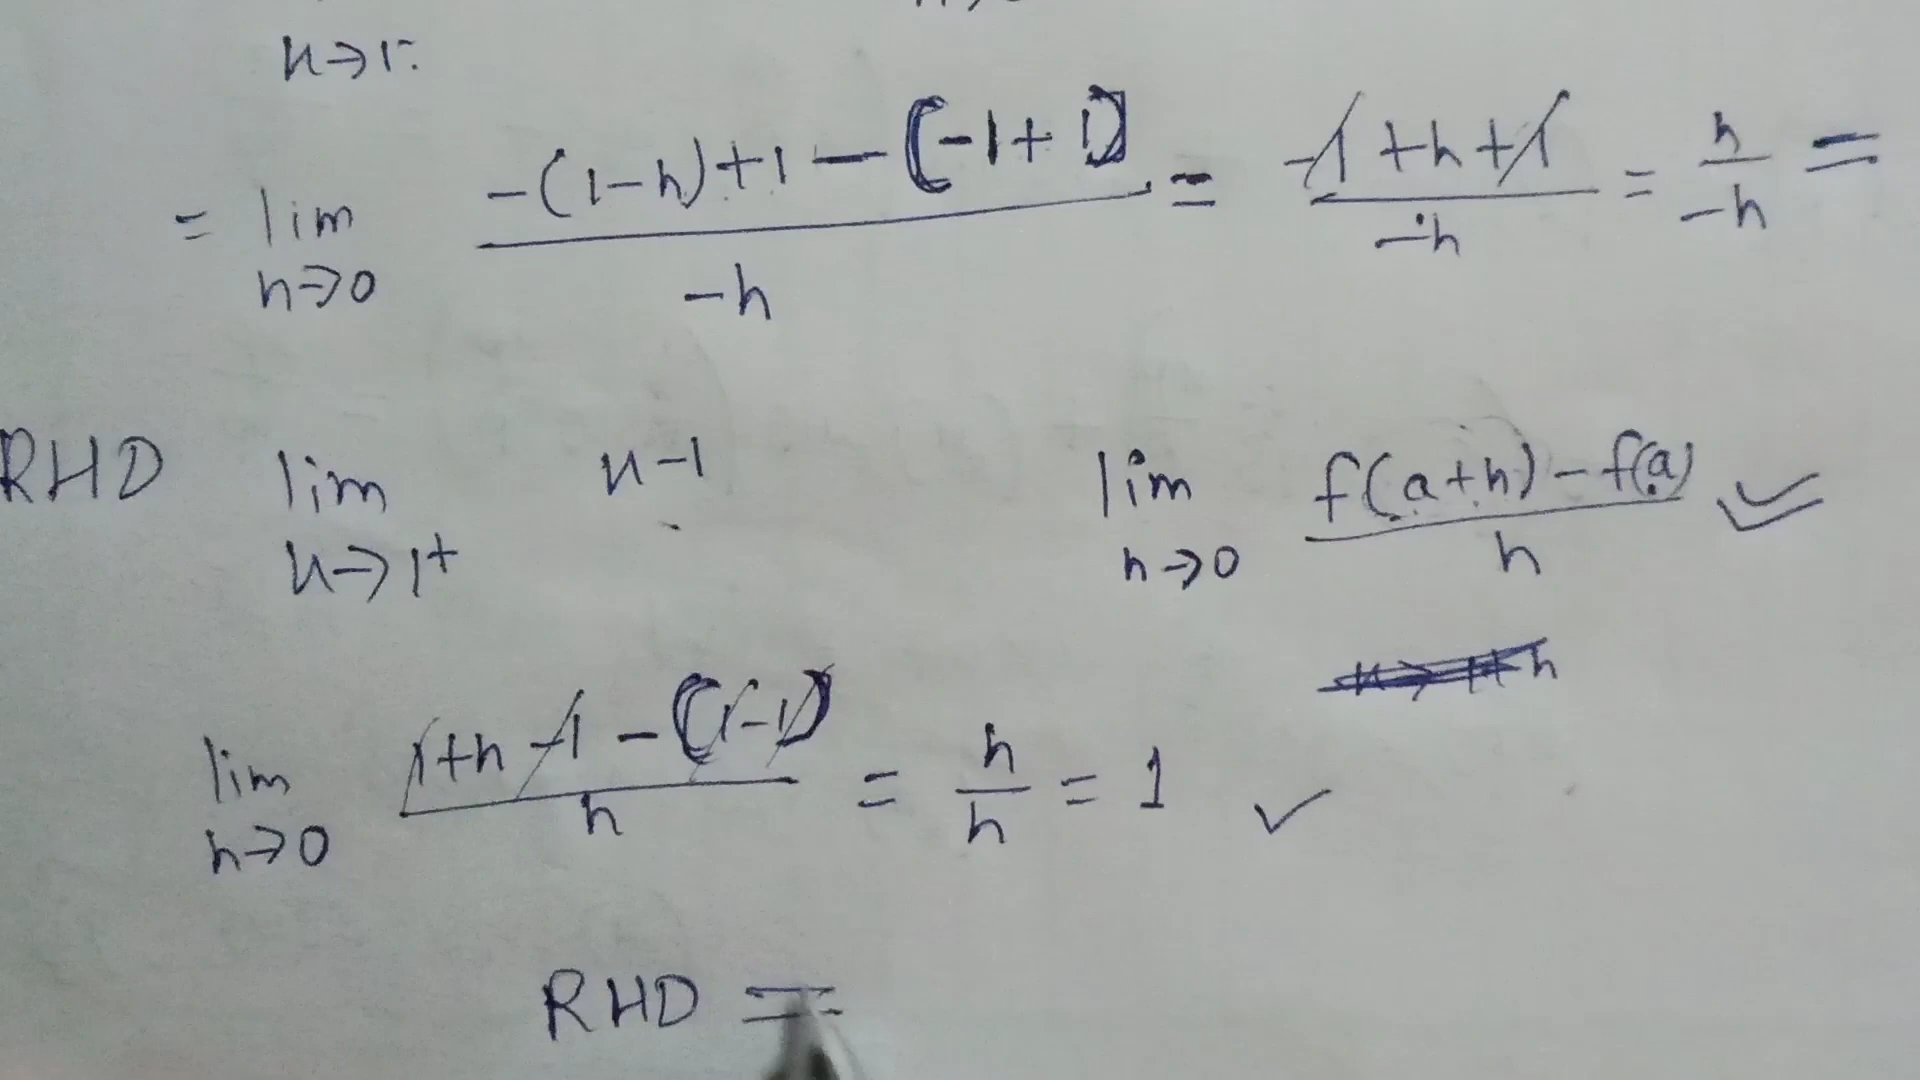 x→1⁻
= lim h→0 (-(1-h)+1-(-1+1))/(-h) = (-1+h+1)/(-h) = h/(-h) =
RHD lim x→1+ x-1 lim h→0 (f(a+h)-f(a))/h
lim h→0 (1+h-1-(1-1))/h = h/h = 1 ✓
RHD =